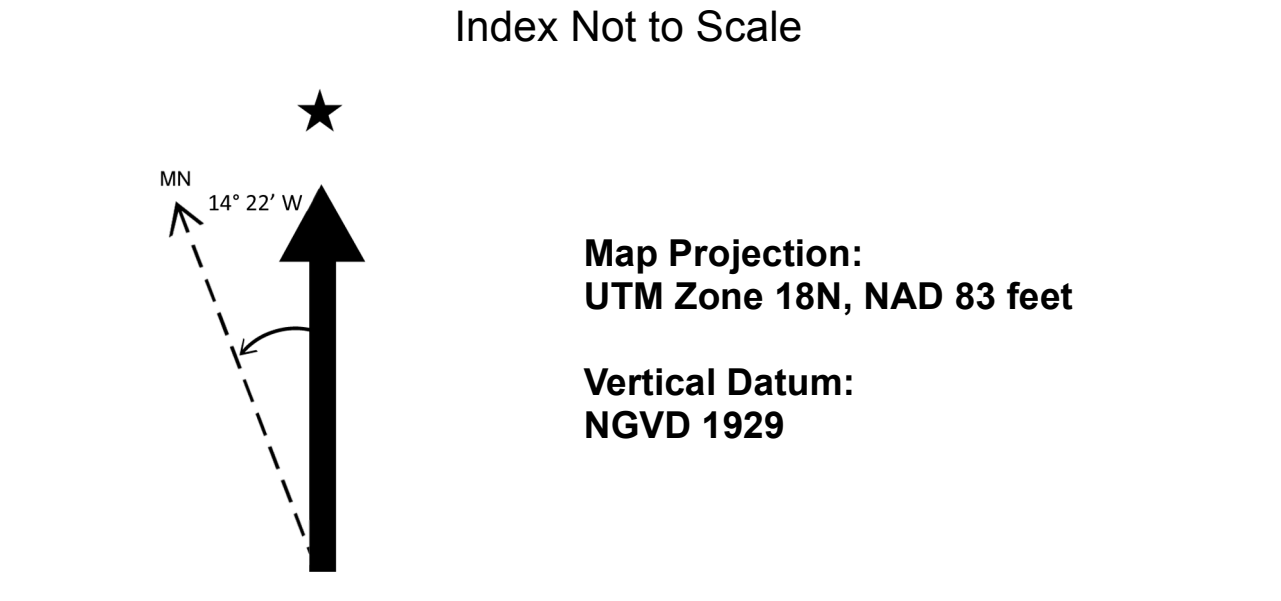 Index Not to Scale
MN
14° 22’ W
Map Projection:
UTM Zone 18N, NAD 83 feet
Vertical Datum:
NGVD 1929